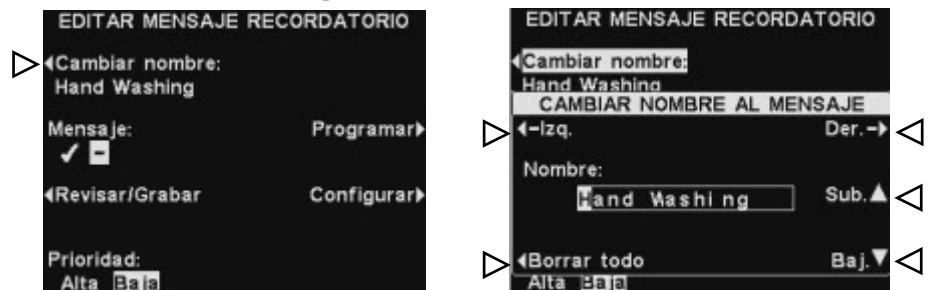 EDITAR MENSAJE RECORDATORIO
Cambiar nombre:
Hand Washing
Mensaje:
Programar
✓ -
Revisar/Grabar
Configurar
Prioridad:
Alta Baja
EDITAR MENSAJE RECORDATORIO
Cambiar nombre:
Hand Washing
CAMBIAR NOMBRE AL MENSAJE
-Izq.
Der.-
Nombre:
Hand Washing
Sub.
Borrar todo
Baj.
Alta Baja